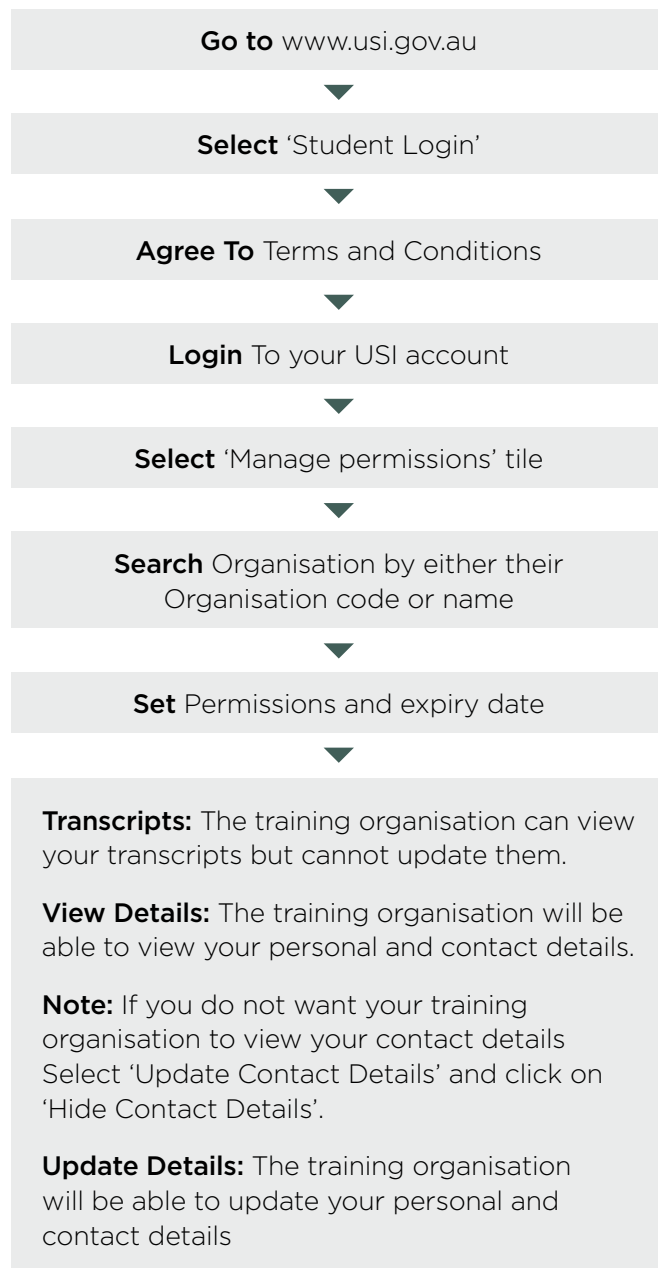 Go to www.usi.gov.au
Select ‘Student Login’
Agree To Terms and Conditions
Login To your USI account
Select ‘Manage permissions’ tile
Search Organisation by either their
Organisation code or name
Set Permissions and expiry date
Transcripts: The training organisation can view
your transcripts but cannot update them.
View Details: The training organisation will be
able to view your personal and contact details.
Note: If you do not want your training
organisation to view your contact details
Select ‘Update Contact Details’ and click on
‘Hide Contact Details’.
Update Details: The training organisation
will be able to update your personal and
contact details